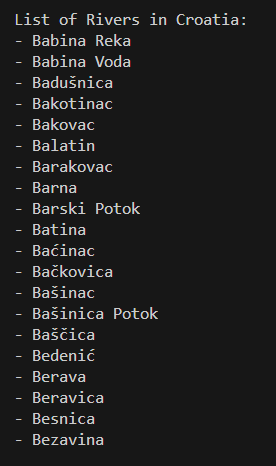 List of Rivers in Croatia:
- Babina Reka
- Babina Voda
- Badušnica
- Bakotinac
- Bakovac
- Balatin
- Barakovac
- Barna
- Barski Potok
- Batina
- Baćinac
- Bačkovica
- Bašinac
- Bašinica Potok
- Baščica
- Bedenić
- Berava
- Beravica
- Besnica
- Bezavina